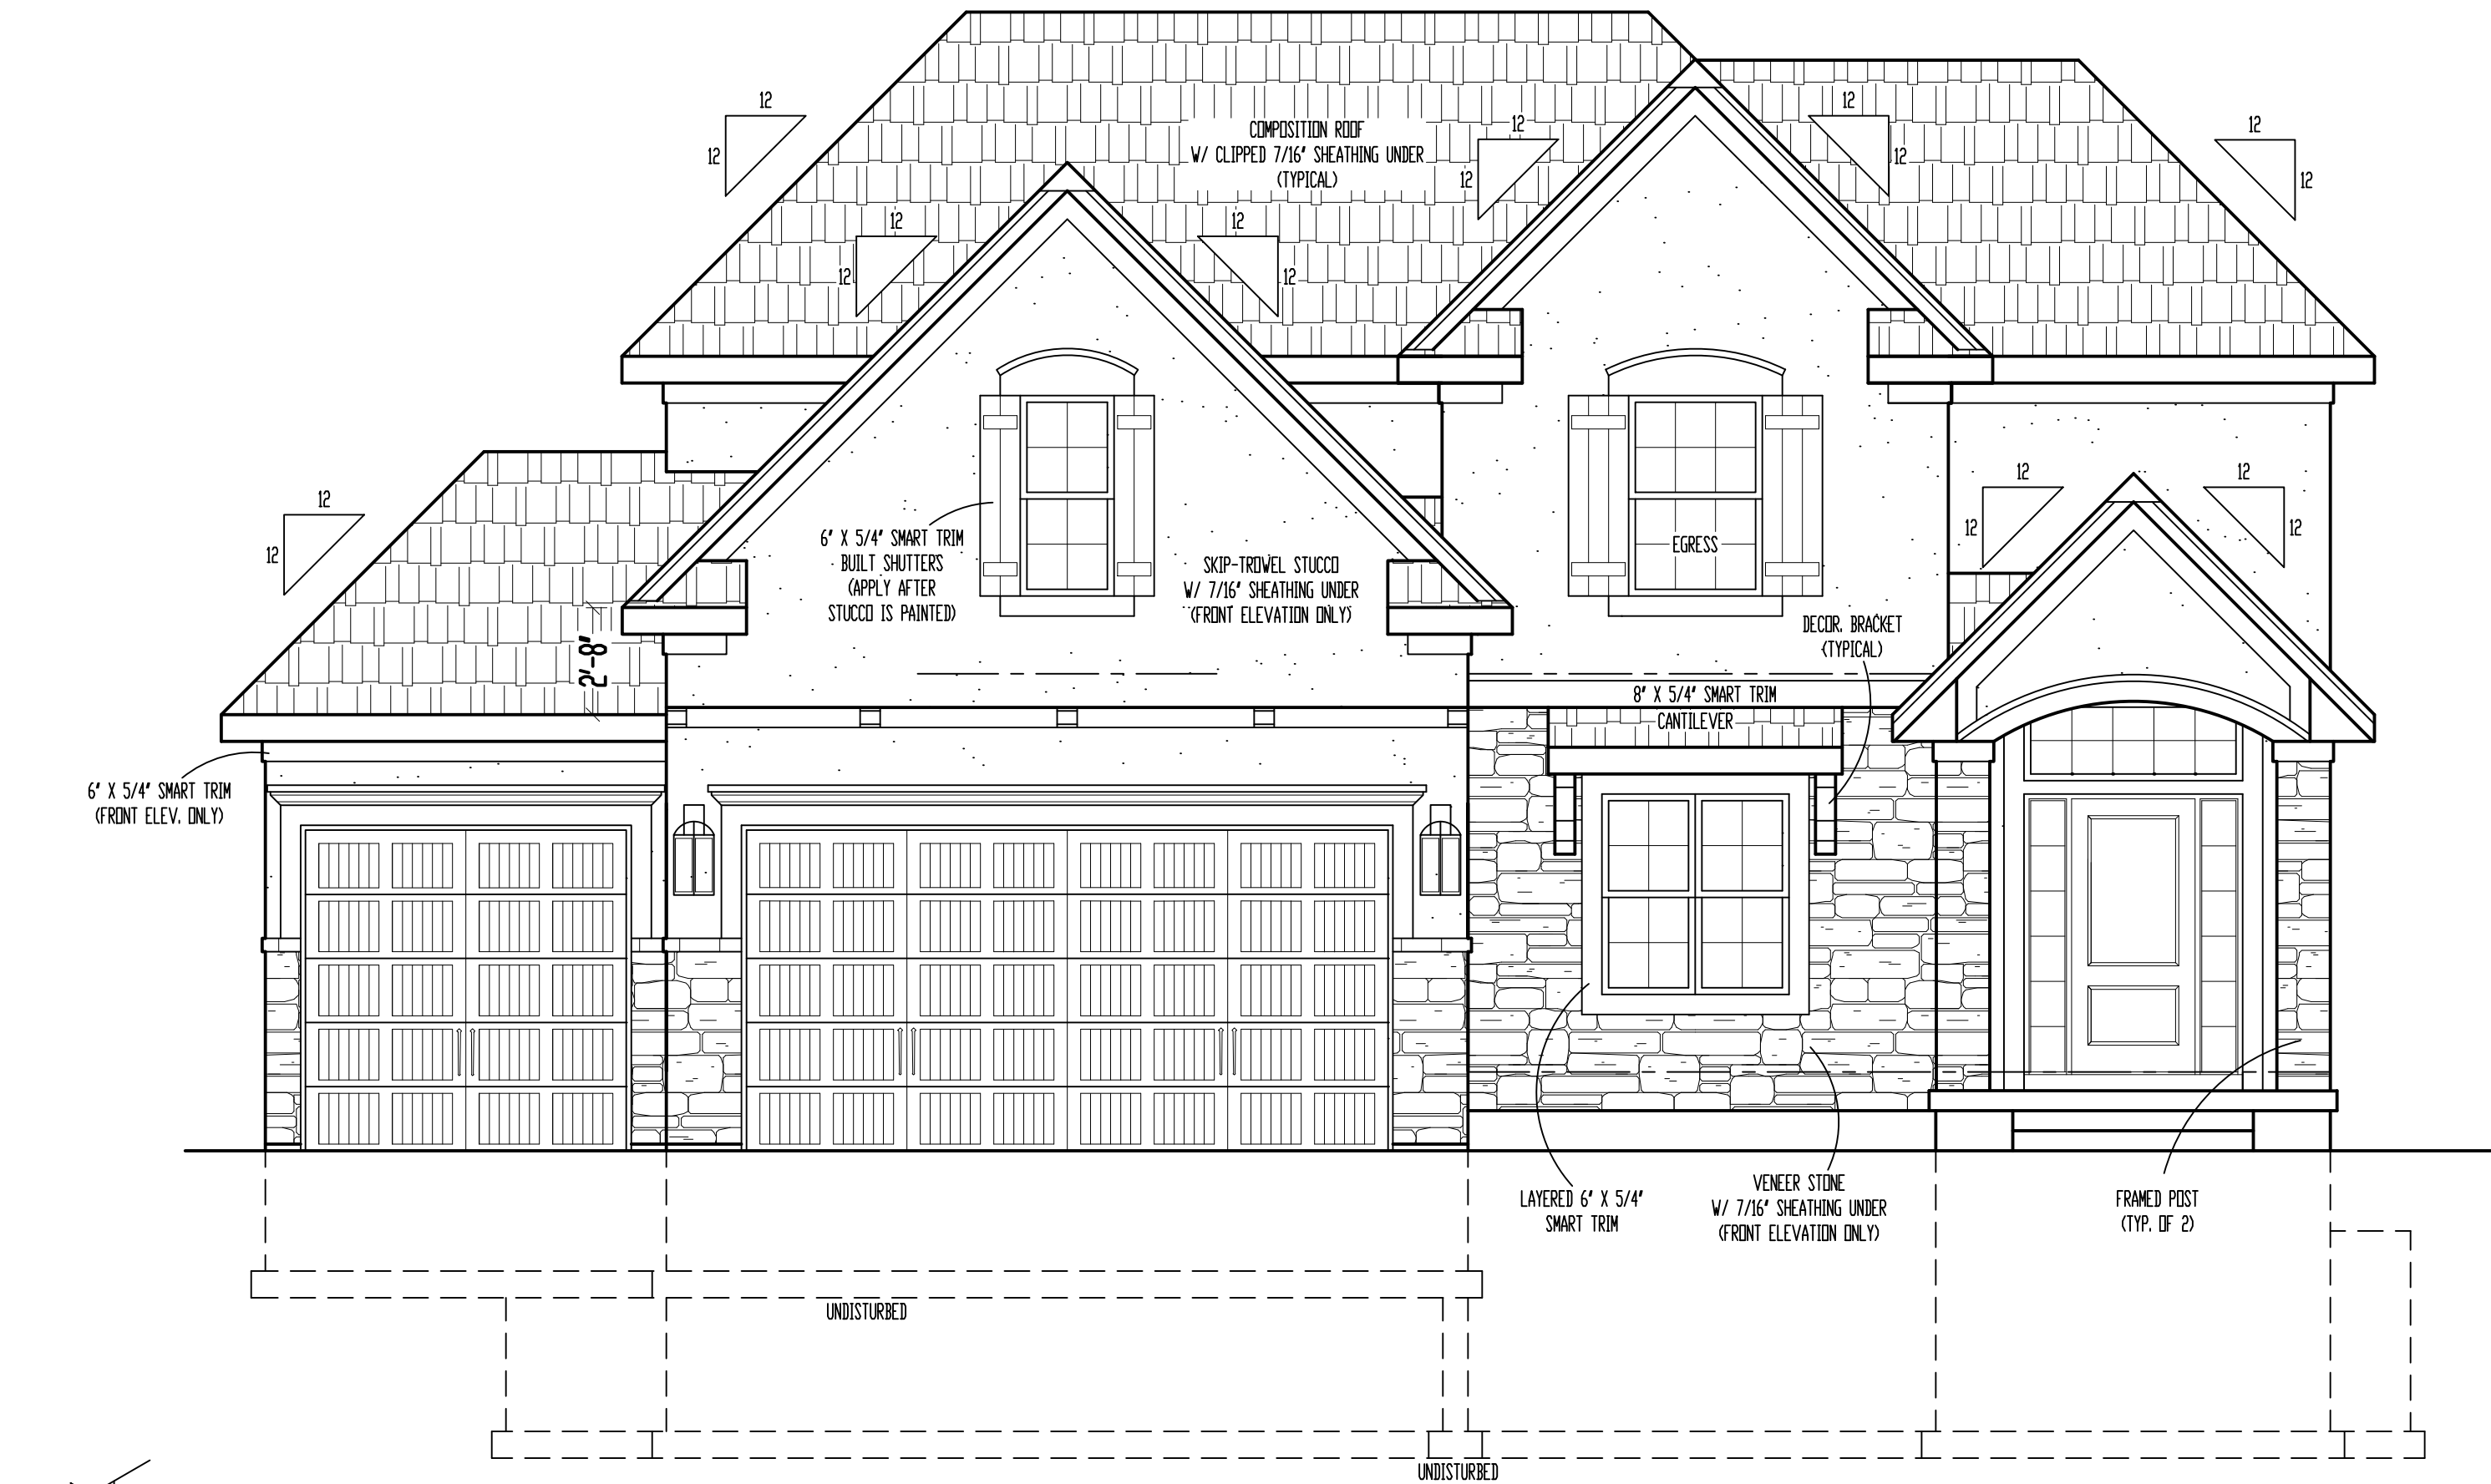 12
12
COMPOSITION ROOF
W/ CLIPPED 7/16" SHEATHING UNDER
(TYPICAL)
12
12
12
12
12
12
12
12
12
12
12
12
6" X 5/4" SMART TRIM
BUILT SHUTTERS
(APPLY AFTER
STUCCO IS PAINTED)
SKIP-TROWEL STUCCO
W/ 7/16" SHEATHING UNDER
(FRONT ELEVATION ONLY)
EGRESS
12
12
12
12
12
12
DECOR. BRACKET
(TYPICAL)
2'-8"
8" X 5/4" SMART TRIM
CANTILEVER
6" X 5/4" SMART TRIM
(FRONT ELEV. ONLY)
LAYERED 6" X 5/4"
SMART TRIM
VENEER STONE
W/ 7/16" SHEATHING UNDER
(FRONT ELEVATION ONLY)
FRAMED POST
(TYP. OF 2)
UNDISTURBED
UNDISTURBED